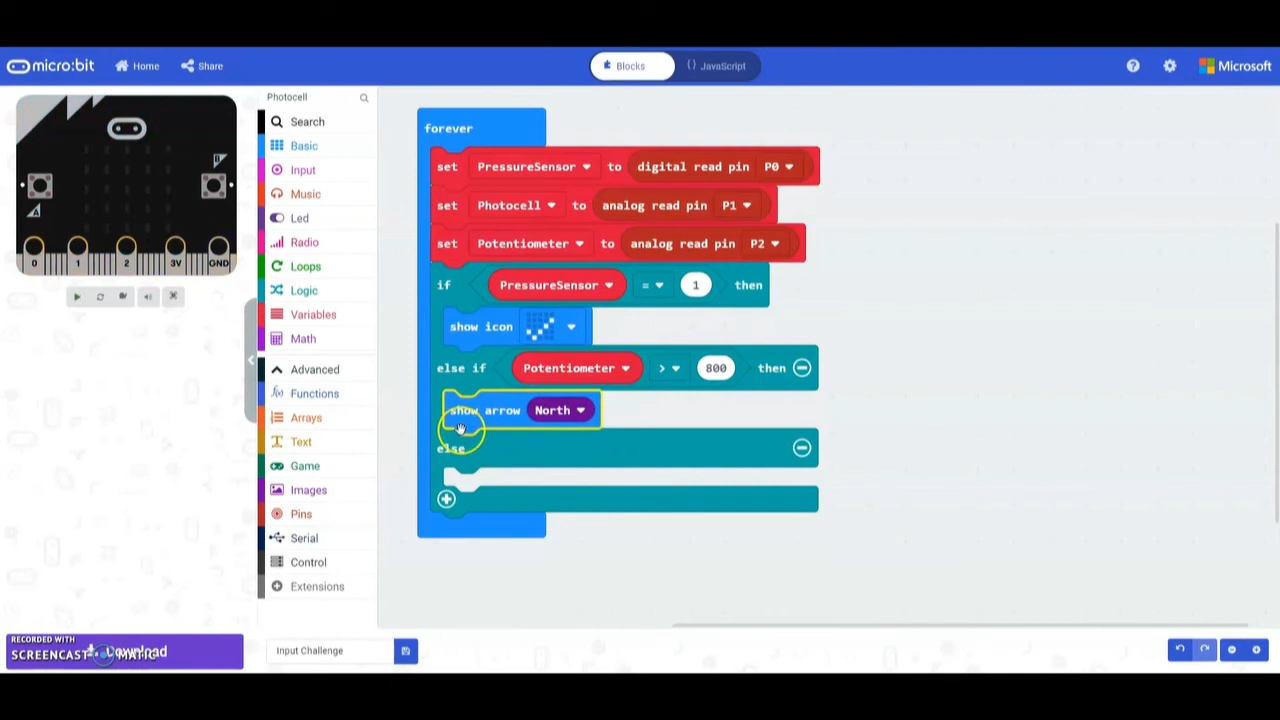 micro:bit Home Share Blocks {} JavaScript Microsoft
Photocell
Search
Basic
Input
Music
Led
Radio
Loops
Logic
Variables
Math
Advanced
Functions
Arrays
Text
Game
Images
Pins
Serial
Control
Extensions
A
B
0 1 2 3V GND
forever
set PressureSensor to digital read pin P0
set Photocell to analog read pin P1
set Potentiometer to analog read pin P2
if PressureSensor = 1 then
show icon
else if Potentiometer > 800 then
show arrow North
else
RECORDED WITH
SCREENCAST MATIC
Download
Input Challenge